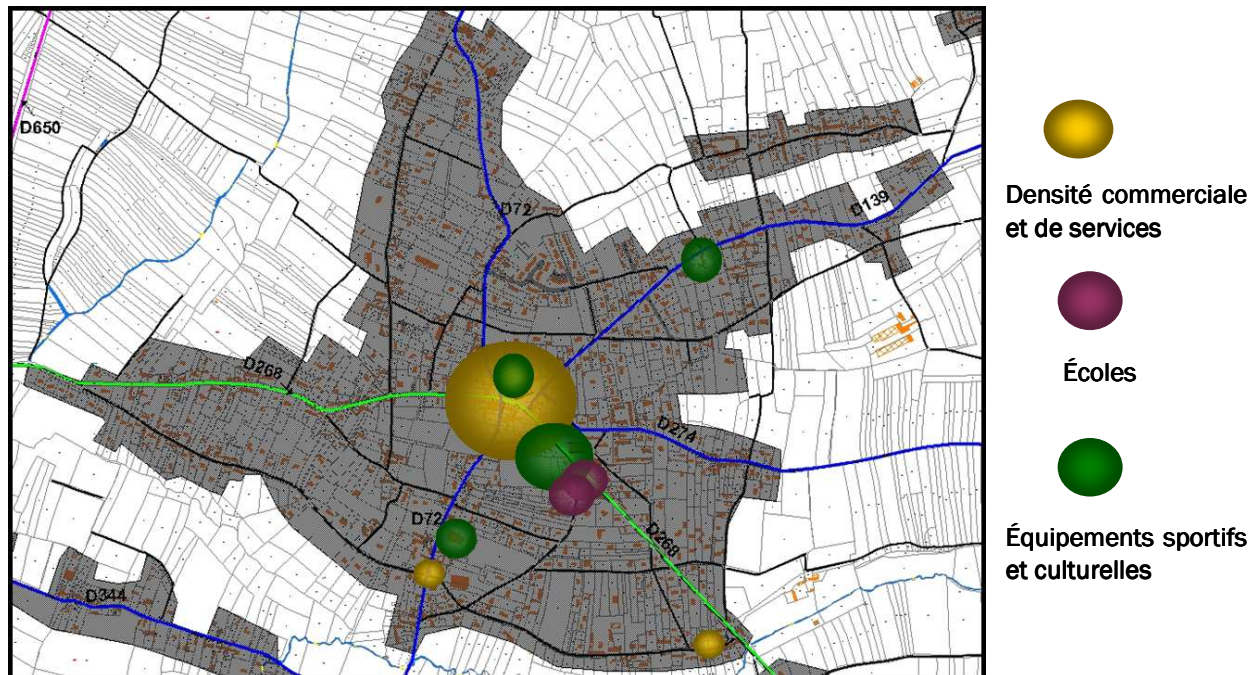 D650
D72
D139
D268
D274
D72
D268
D344
Densité commerciale
et de services
Écoles
Équipements sportifs
et culturelles